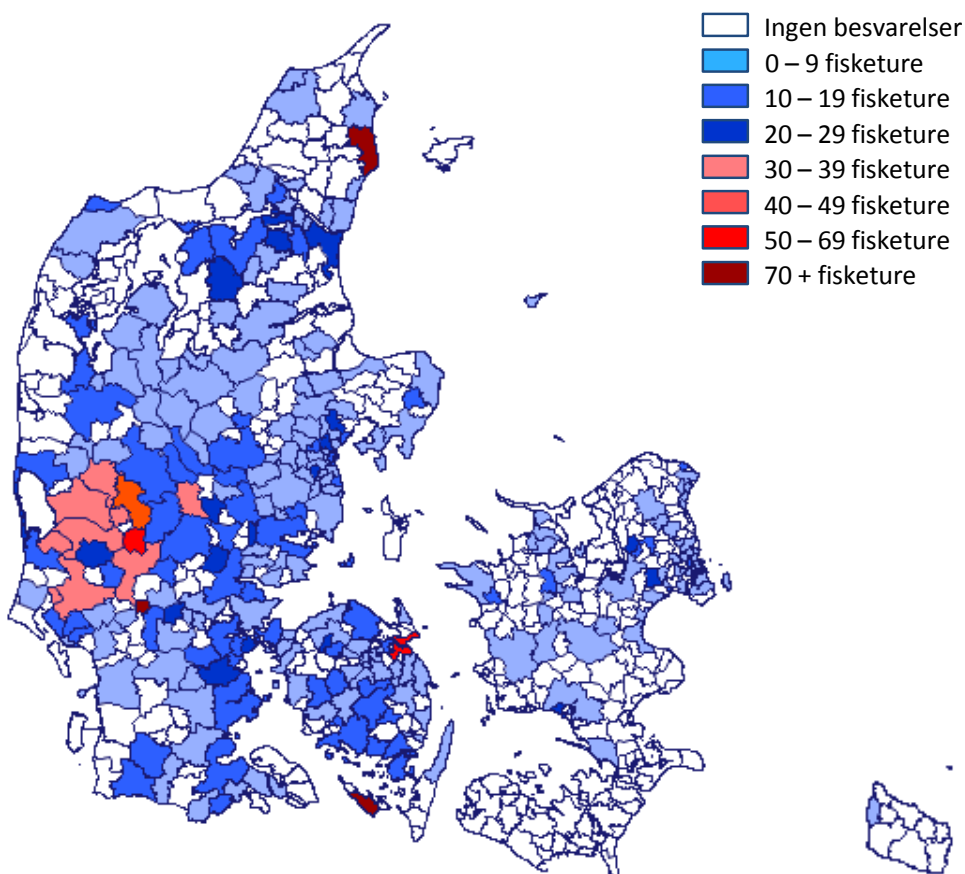 Ingen besvarelser
0 – 9 fisketure
10 – 19 fisketure
20 – 29 fisketure
30 – 39 fisketure
40 – 49 fisketure
50 – 69 fisketure
70 + fisketure